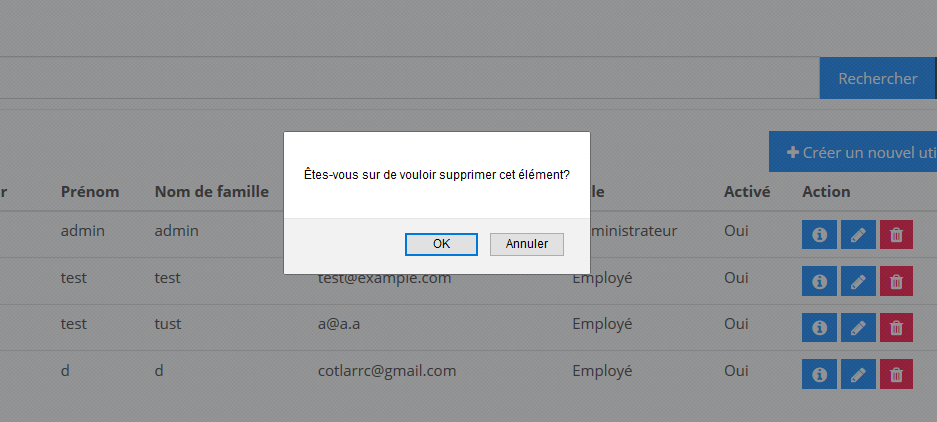 Rechercher
Créer un nouvel uti
r Prénom Nom de famille le Activé Action
admin admin ministrateur Oui
test test test@example.com Employé Oui
test tust a@a.a Employé Oui
d d cotlarrc@gmail.com Employé Oui
Êtes-vous sur de vouloir supprimer cet élément?
OK Annuler